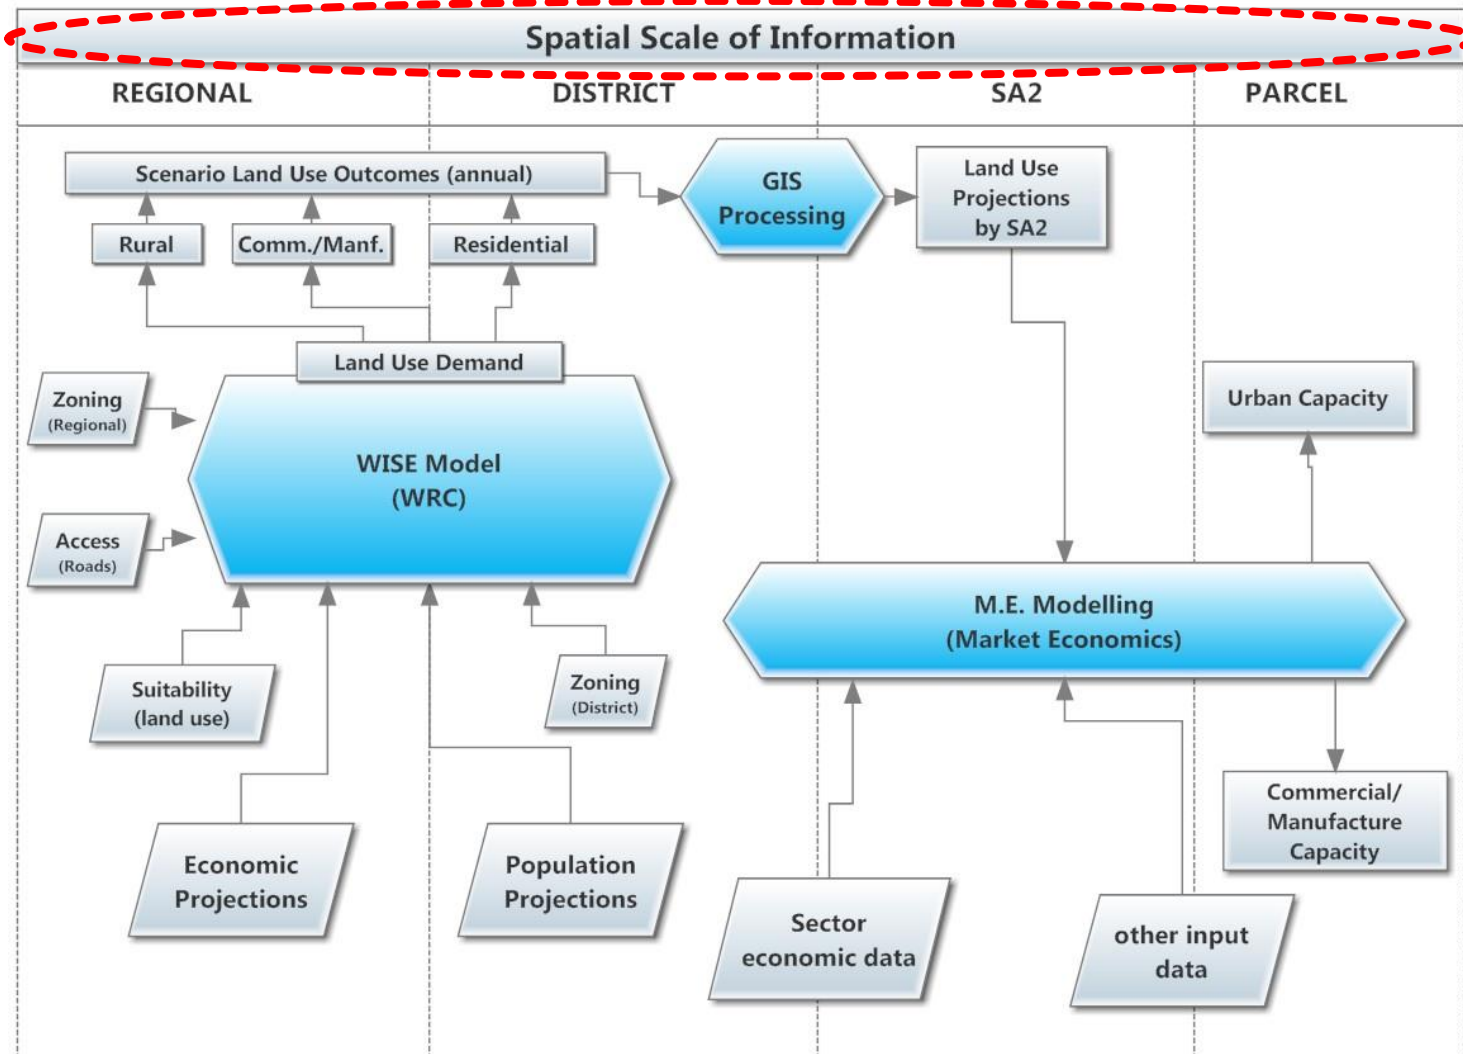 Spatial Scale of Information
REGIONAL
DISTRICT
SA2
PARCEL
Scenario Land Use Outcomes (annual)
GIS
Processing
Land Use
Projections
by SA2
Rural
Comm./Manf.
Residential
Land Use Demand
Zoning
(Regional)
Urban Capacity
WISE Model
(WRC)
Access
(Roads)
M.E. Modelling
(Market Economics)
Suitability
(land use)
Zoning
(District)
Commercial/
Manufacture
Capacity
Economic
Projections
Population
Projections
Sector
economic data
other input
data